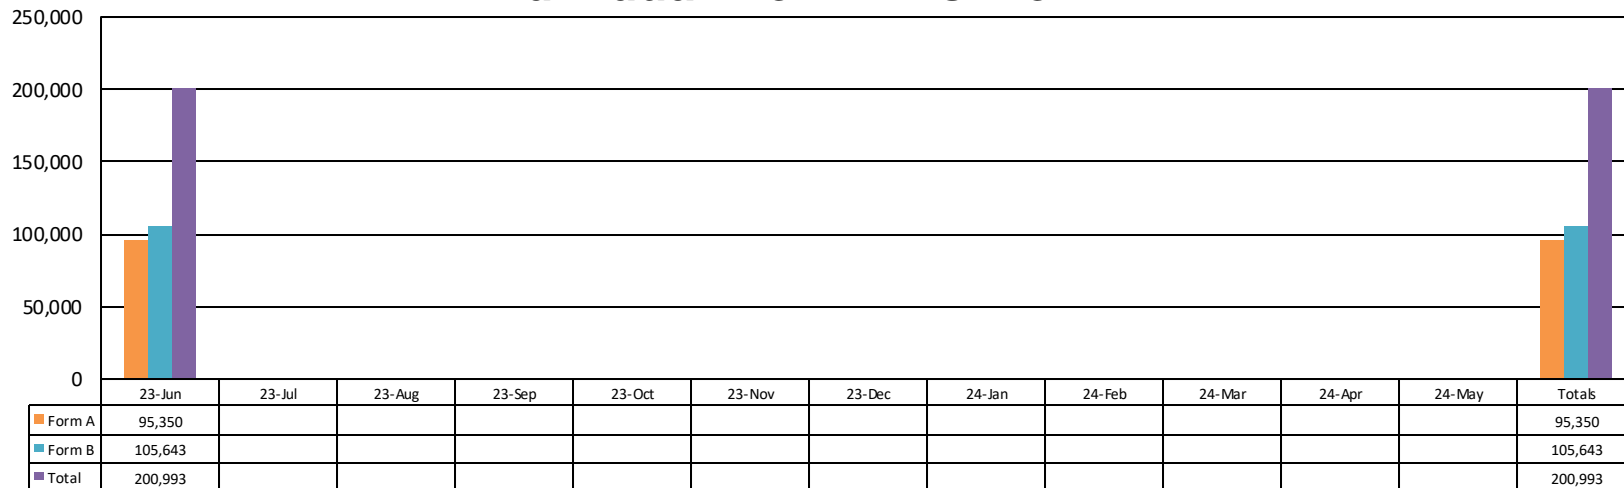 250,000
200,000
150,000
100,000
50,000
0
23-Jun 23-Jul 23-Aug 23-Sep 23-Oct 23-Nov 23-Dec 24-Jan 24-Feb 24-Mar 24-Apr 24-May Totals
Form A 95,350 95,350
Form B 105,643 105,643
Total 200,993 200,993